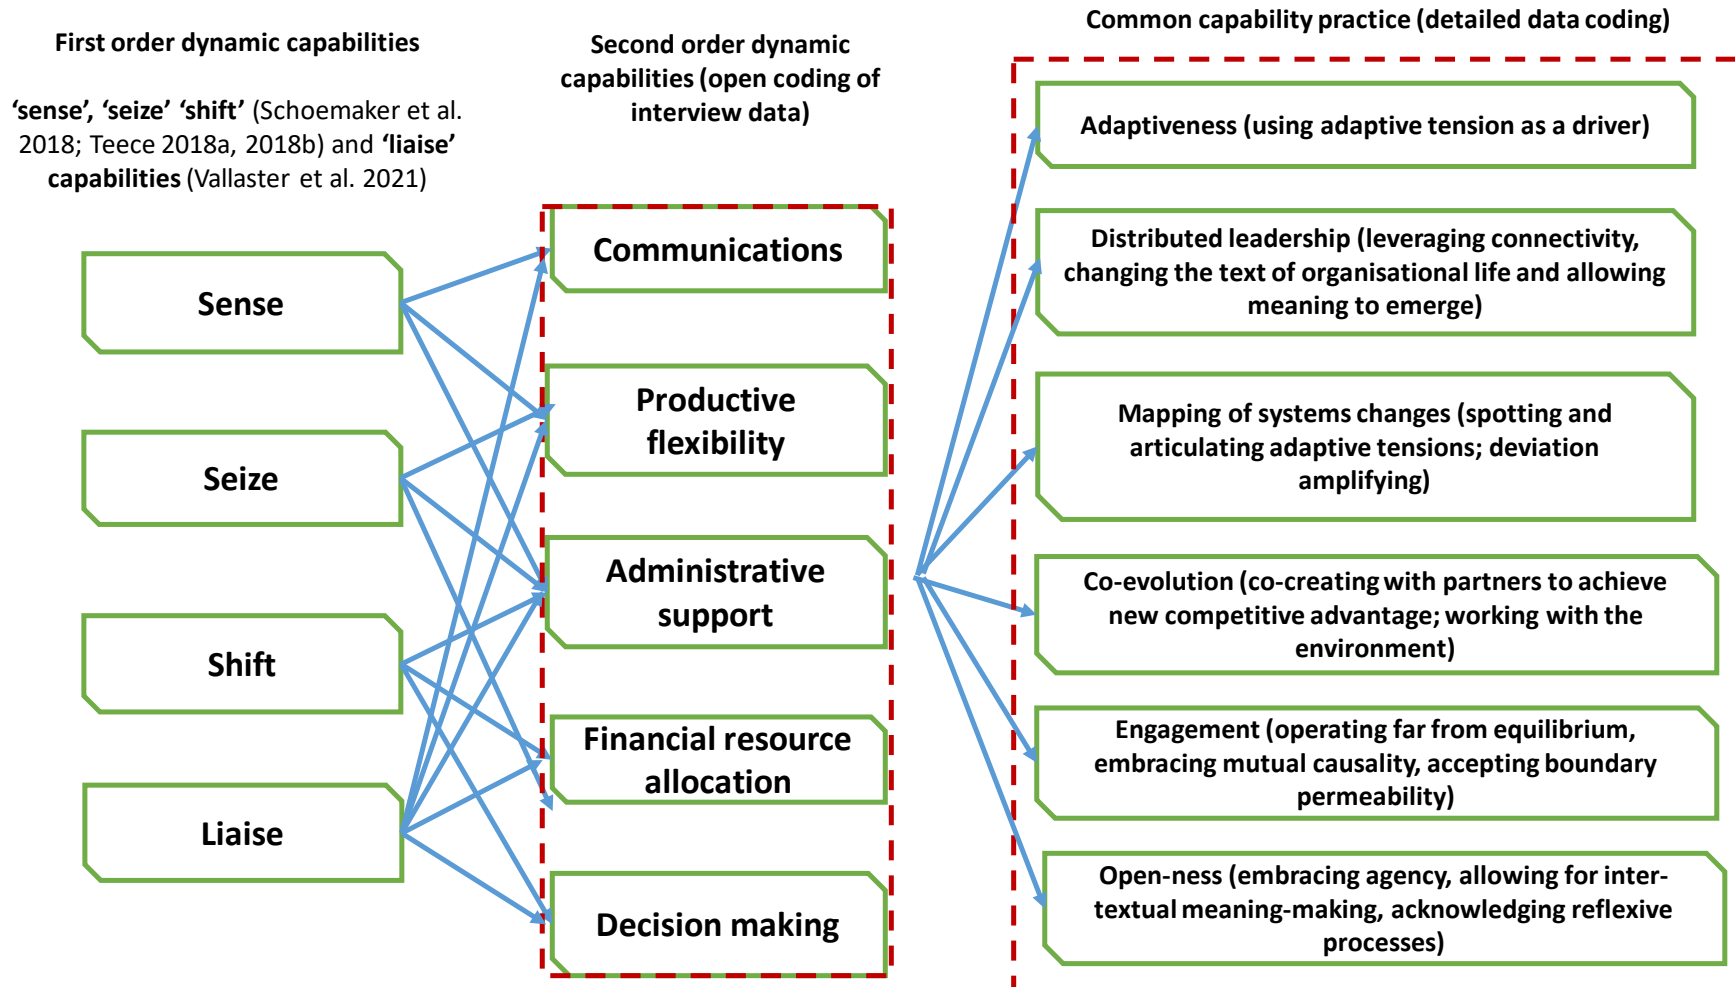 First order dynamic capabilities
‘sense’, ‘seize’ ‘shift’ (Schoemaker et al.
2018; Teece 2018a, 2018b) and ‘liaise’
capabilities (Vallaster et al. 2021)
Sense
Seize
Shift
Liaise
Second order dynamic
capabilities (open coding of
interview data)
Communications
Productive
flexibility
Administrative
support
Financial resource
allocation
Decision making
Common capability practice (detailed data coding)
Adaptiveness (using adaptive tension as a driver)
Distributed leadership (leveraging connectivity,
changing the text of organisational life and allowing
meaning to emerge)
Mapping of systems changes (spotting and
articulating adaptive tensions; deviation
amplifying)
Co-evolution (co-creating with partners to achieve
new competitive advantage; working with the
environment)
Engagement (operating far from equilibrium,
embracing mutual causality, accepting boundary
permeability)
Open-ness (embracing agency, allowing for inter-
textual meaning-making, acknowledging reflexive
processes)